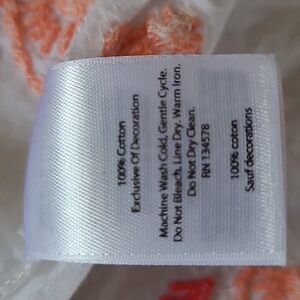 100% Cotton
Exclusive Of Decoration
Machine Wash Cold, Gentle Cycle.
Do Not Bleach. Line Dry. Warm Iron.
Do Not Dry Clean.
RN 134578
100% coton
Sauf decorations